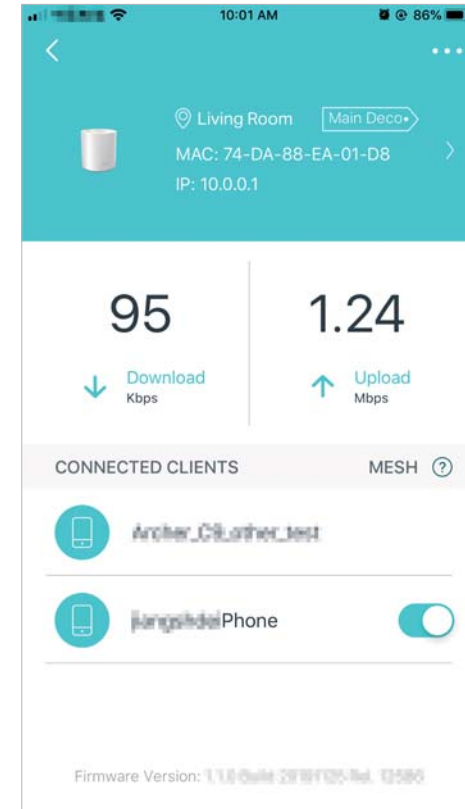 10:01 AM
86%
Living Room
Main Deco
MAC: 74-DA-88-EA-01-D8
IP: 10.0.0.1
95
1.24
Download
Kbps
Upload
Mbps
CONNECTED CLIENTS
MESH ?
Phone
Firmware Version: